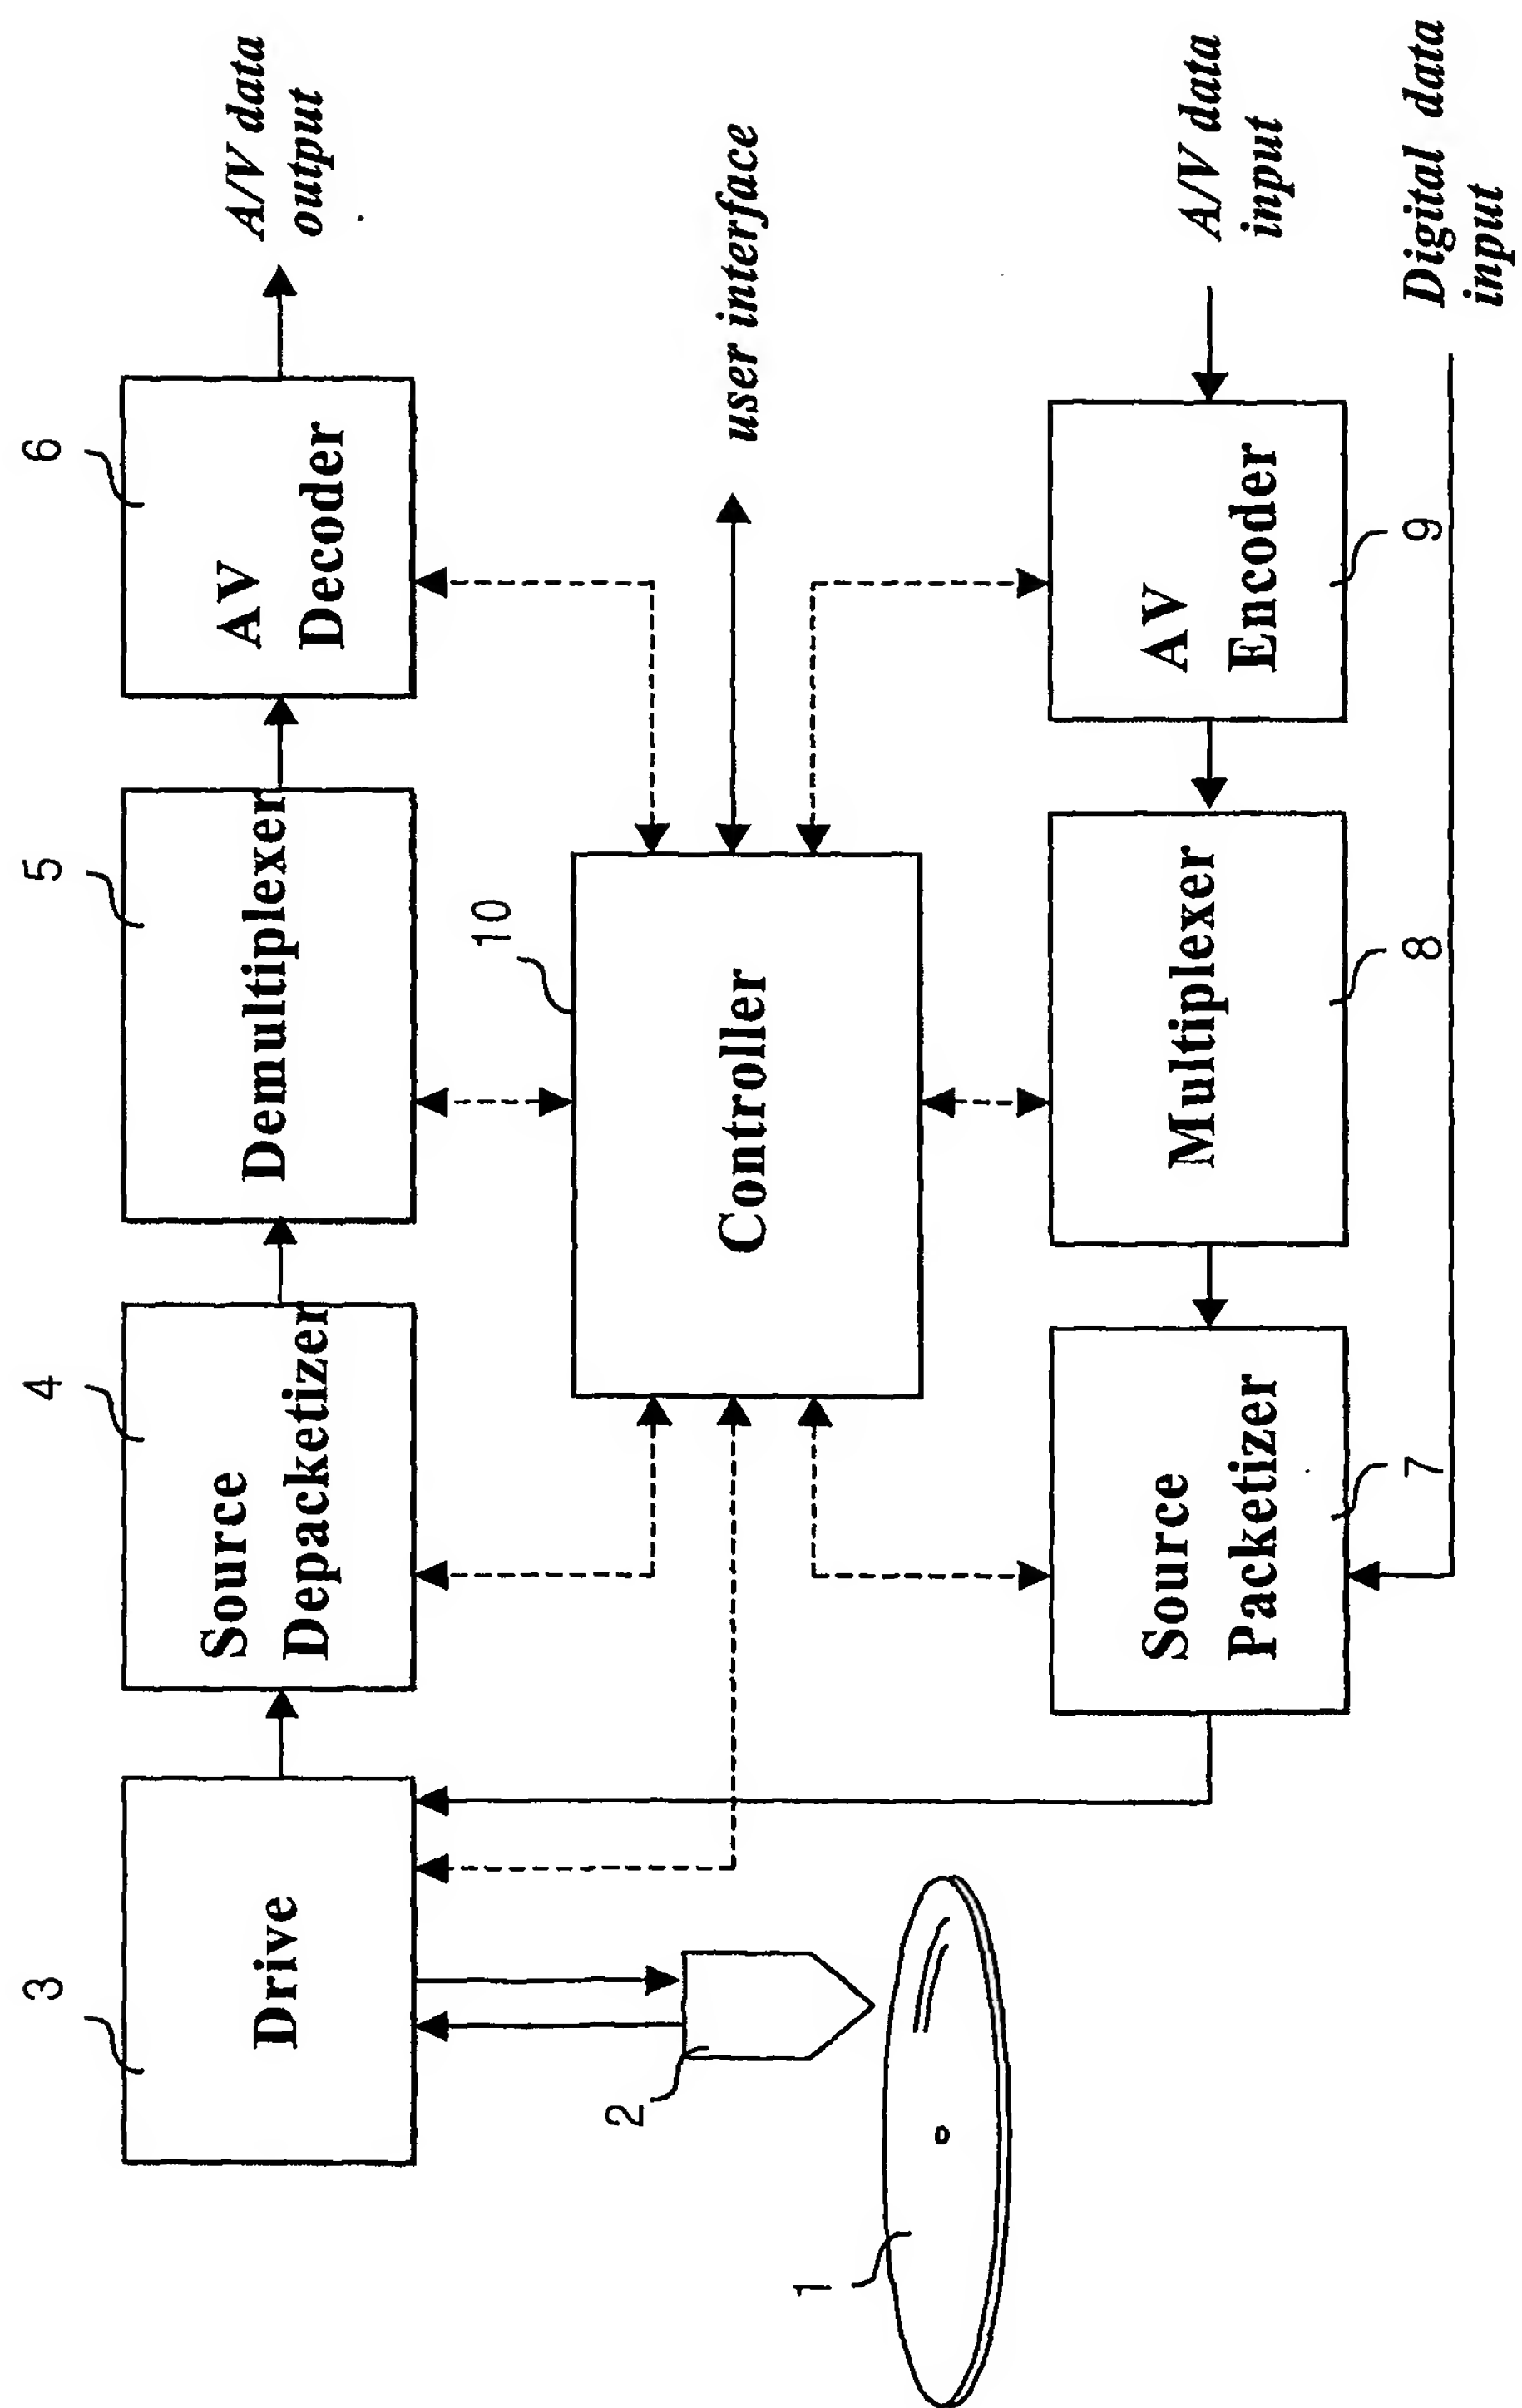 3
Drive
4
Source
Depacketizer
5
Demultiplexer
6
AV
Decoder
A/V data
output
2
10
Controller
user interface
1
Source
Packetizer
7
Multiplexer
8
AV
Encoder
9
A/V data
input
Digital data
input